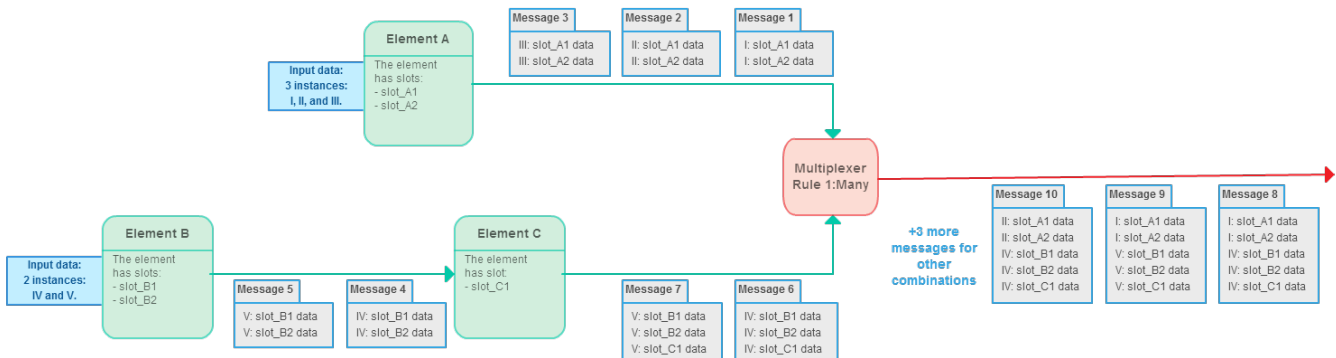 Message 3
III: slot_A1 data
III: slot_A2 data
Message 2
II: slot_A1 data
II: slot_A2 data
Message 1
I: slot_A1 data
I: slot_A2 data
Element A
The element
has slots:
- slot_A1
- slot_A2
Input data:
3 instances:
I, II, and III.
Multiplexer
Rule 1:Many
Element B
The element
has slots:
- slot_B1
- slot_B2
Input data:
2 instances:
IV and V.
Message 5
V: slot_B1 data
V: slot_B2 data
Message 4
IV: slot_B1 data
IV: slot_B2 data
Element C
The element
has slot:
- slot_C1
Message 7
V: slot_B1 data
V: slot_B2 data
V: slot_C1 data
Message 6
IV: slot_B1 data
IV: slot_B2 data
IV: slot_C1 data
+3 more
messages for
other
combinations
Message 10
II: slot_A1 data
II: slot_A2 data
IV: slot_B1 data
IV: slot_B2 data
IV: slot_C1 data
Message 9
I: slot_A1 data
I: slot_A2 data
V: slot_B1 data
V: slot_B2 data
V: slot_C1 data
Message 8
I: slot_A1 data
I: slot_A2 data
IV: slot_B1 data
IV: slot_B2 data
IV: slot_C1 data